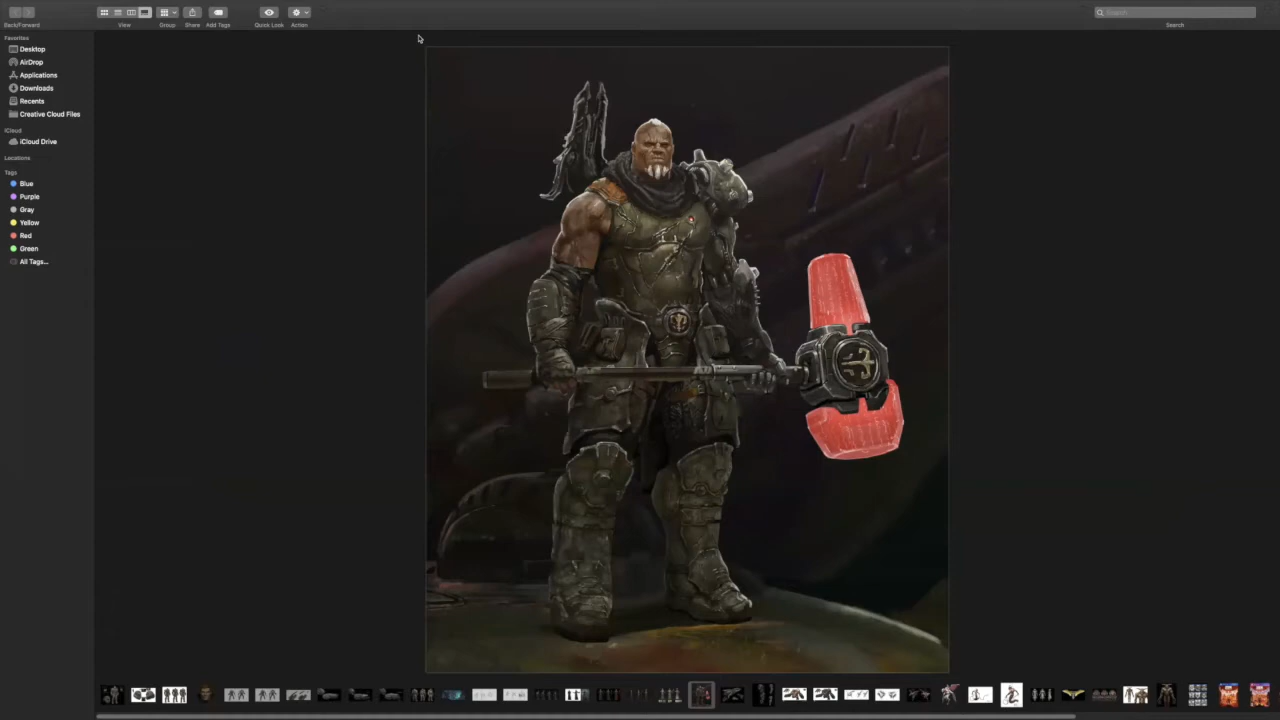 Back/Forward
View
Group
Share
Add Tags
Quick Look
Action
Search
Search
Favorites
Desktop
AirDrop
Applications
Downloads
Recents
Creative Cloud Files
iCloud
iCloud Drive
Locations
Tags
Blue
Purple
Gray
Yellow
Red
Green
All Tags...